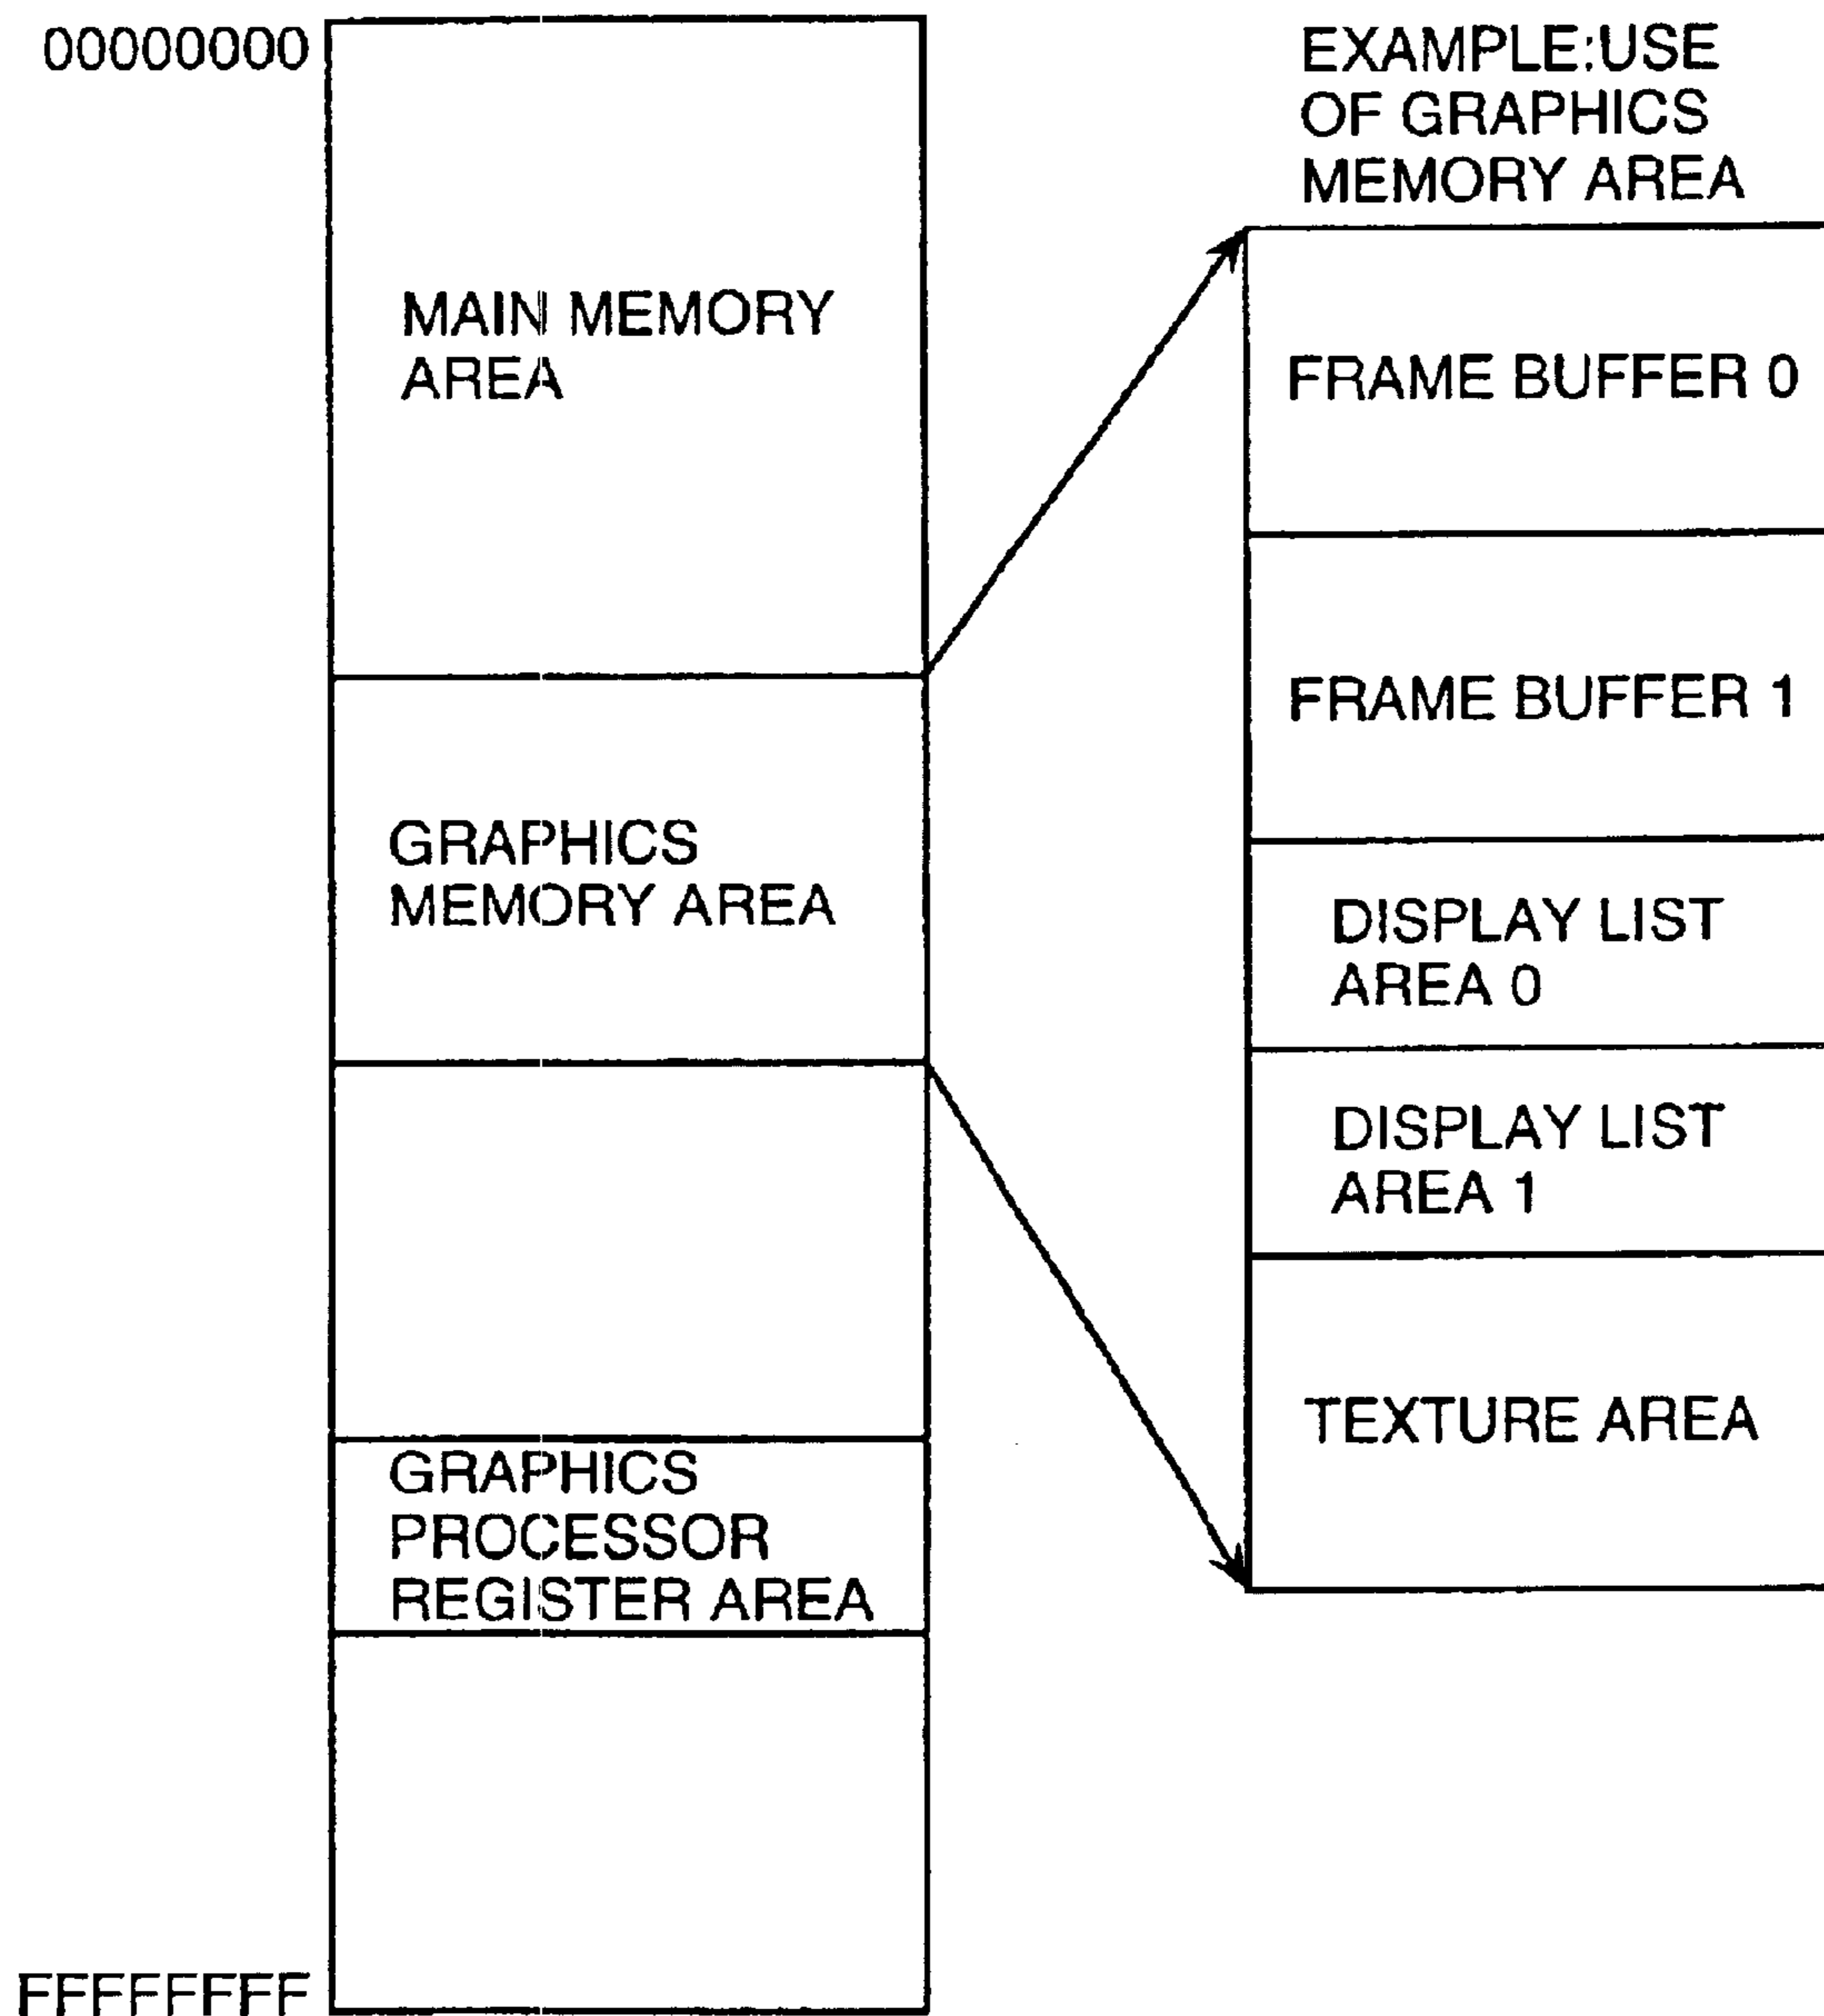 00000000
MAIN MEMORY
AREA
GRAPHICS
MEMORY AREA
GRAPHICS
PROCESSOR
REGISTER AREA
FFFFFFFF
EXAMPLE:USE
OF GRAPHICS
MEMORY AREA
FRAME BUFFER 0
FRAME BUFFER 1
DISPLAY LIST
AREA 0
DISPLAY LIST
AREA 1
TEXTURE AREA